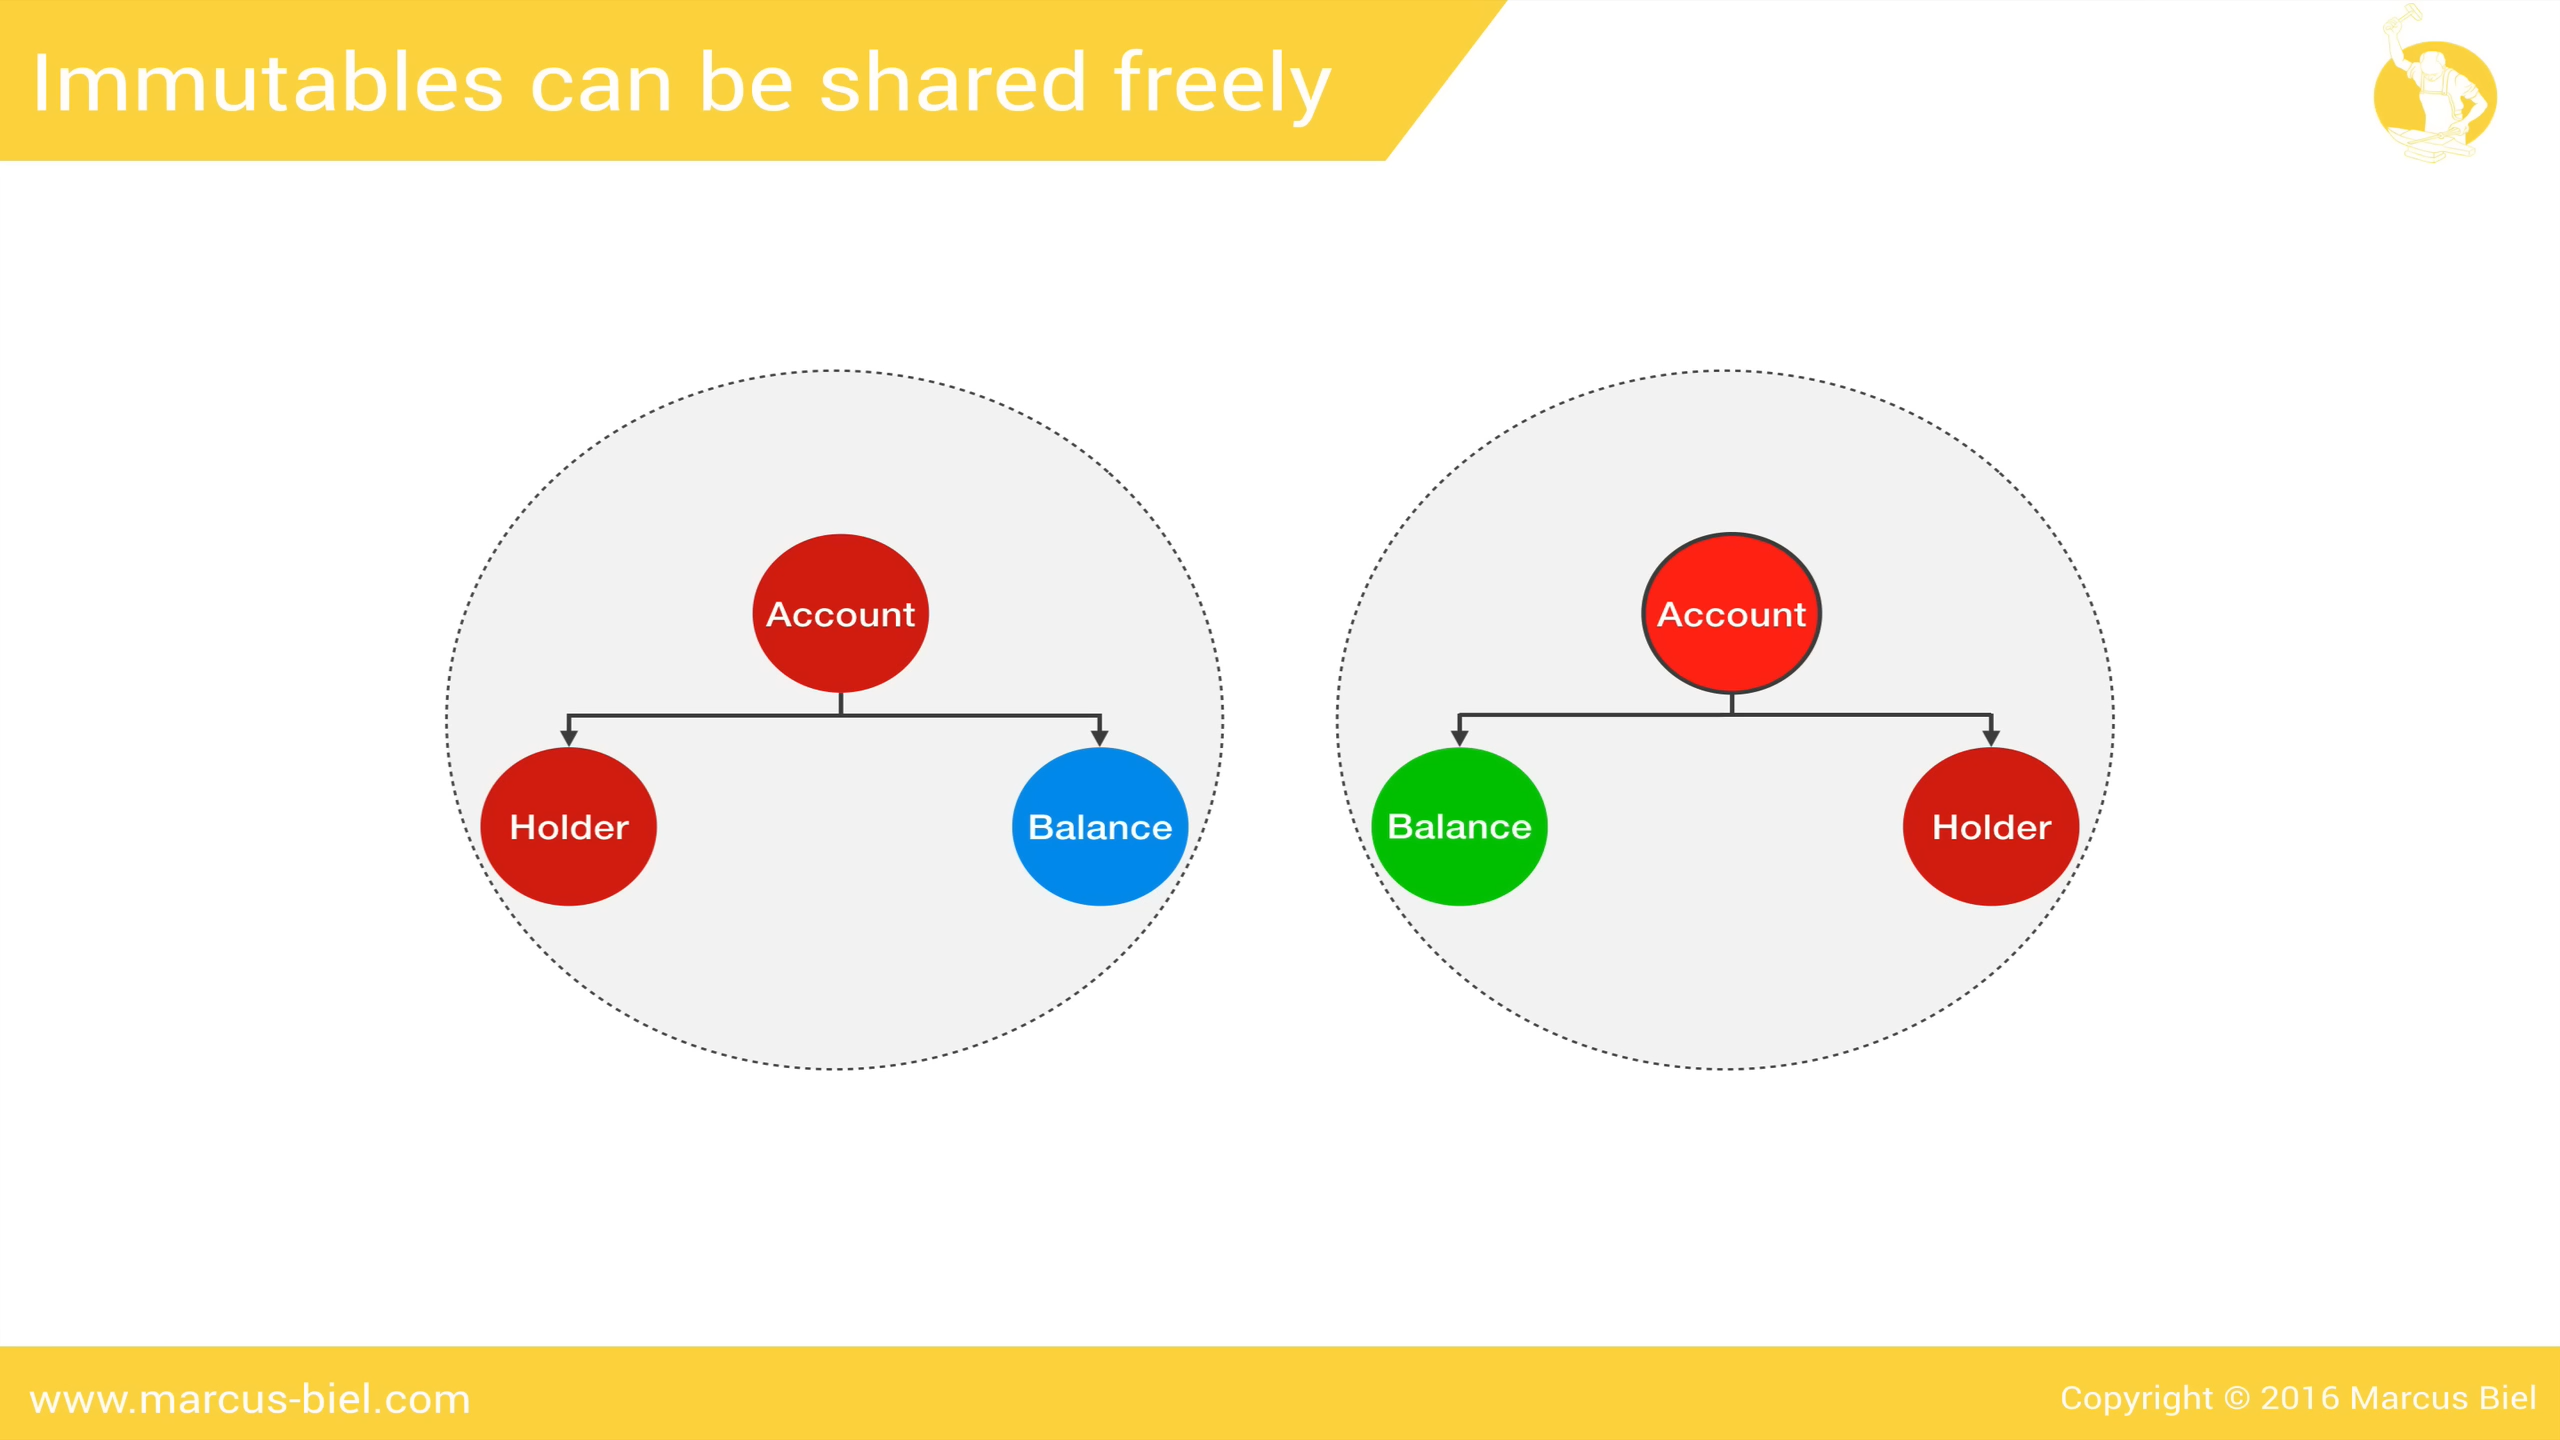 Immutables can be shared freely
Account
Holder
Balance
Account
Balance
Holder
www.marcus-biel.com
Copyright © 2016 Marcus Biel